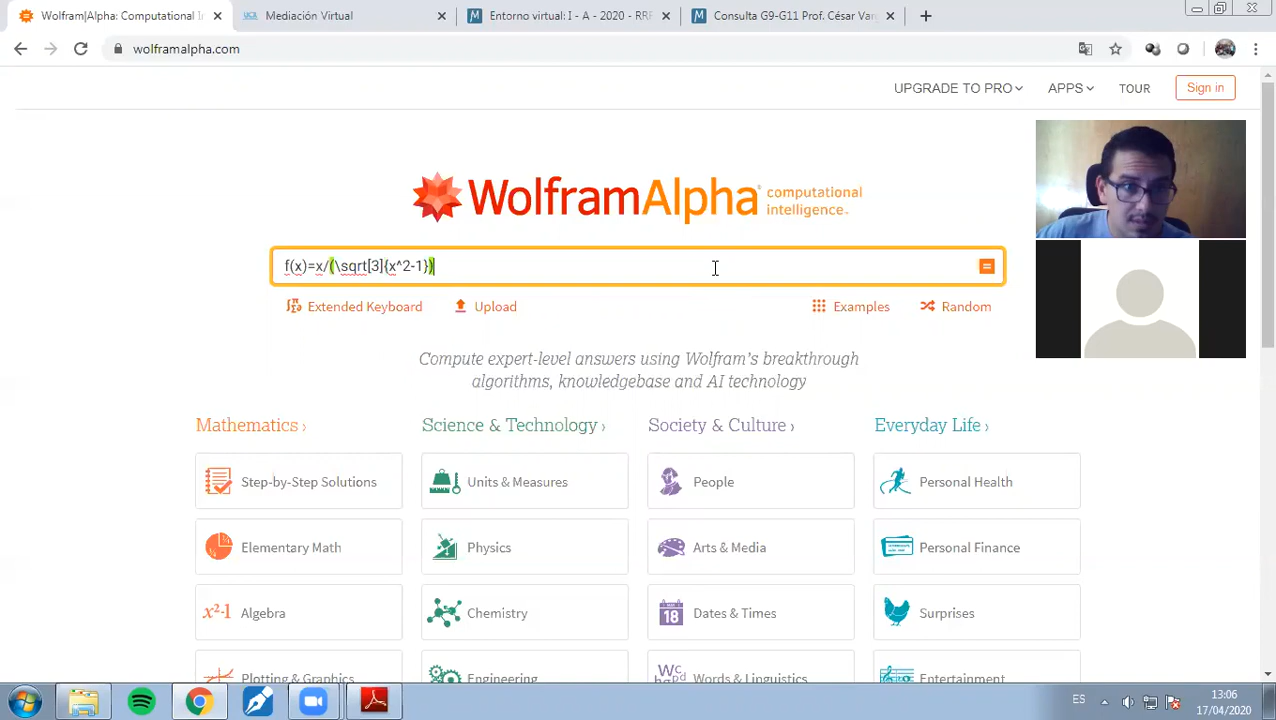 Wolfram|Alpha: Computational In
Mediación Virtual
Entorno virtual: I - A - 2020 - RRF
Consulta G9-G11 Prof. César Var
wolframalpha.com
UPGRADE TO PRO
APPS
TOUR
Sign in
WolframAlpha computational intelligence™
f(x)=x/(\sqrt[3]{x^2-1})
Extended Keyboard
Upload
Examples
Random
Compute expert-level answers using Wolfram's breakthrough
algorithms, knowledgebase and AI technology
Mathematics ›
Science & Technology ›
Society & Culture ›
Everyday Life ›
Step-by-Step Solutions
Units & Measures
People
Personal Health
Elementary Math
Physics
Arts & Media
Personal Finance
x²-1 Algebra
Chemistry
18 Dates & Times
Surprises
Plotting & Graphics
Engineering
Words & Linguistics
Entertainment
ES
13:06
17/04/2020